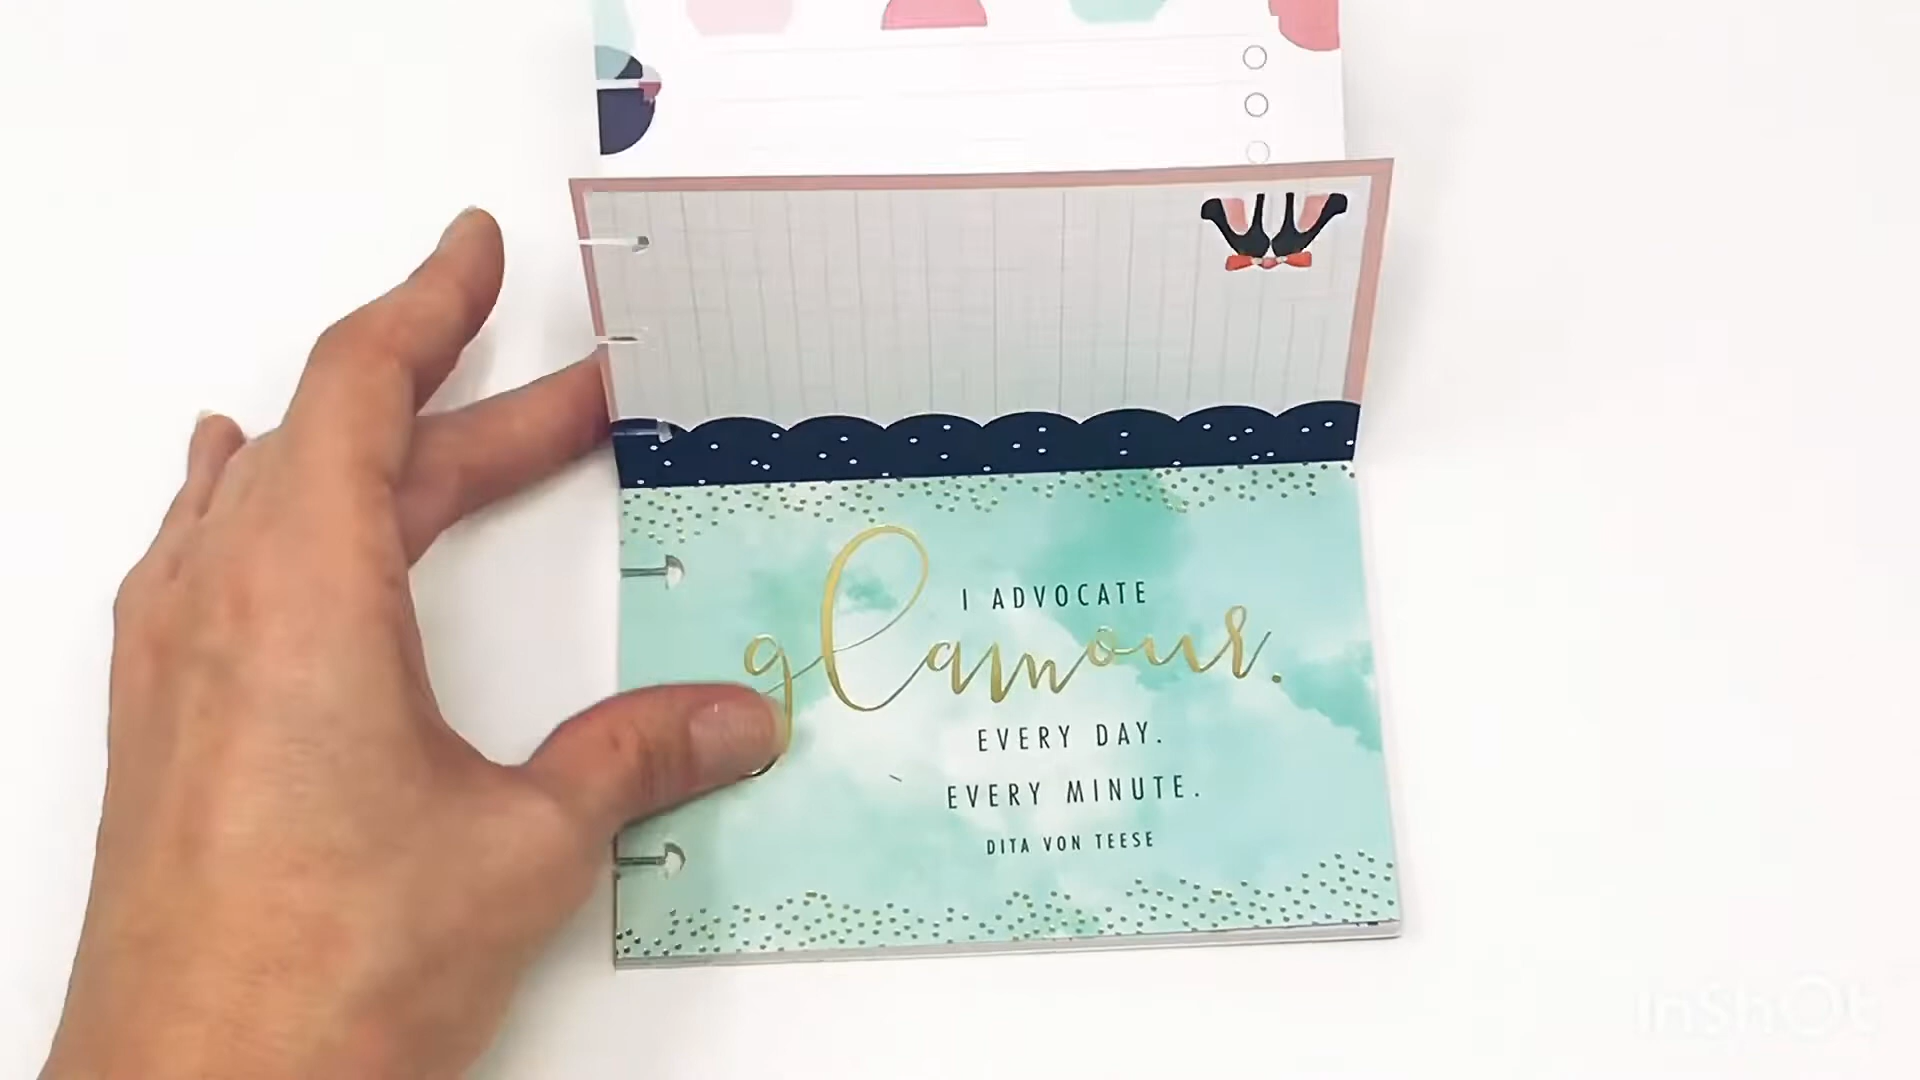 I ADVOCATE
glamour.
EVERY DAY.
EVERY MINUTE.
DITA VON TEESE
InShOt